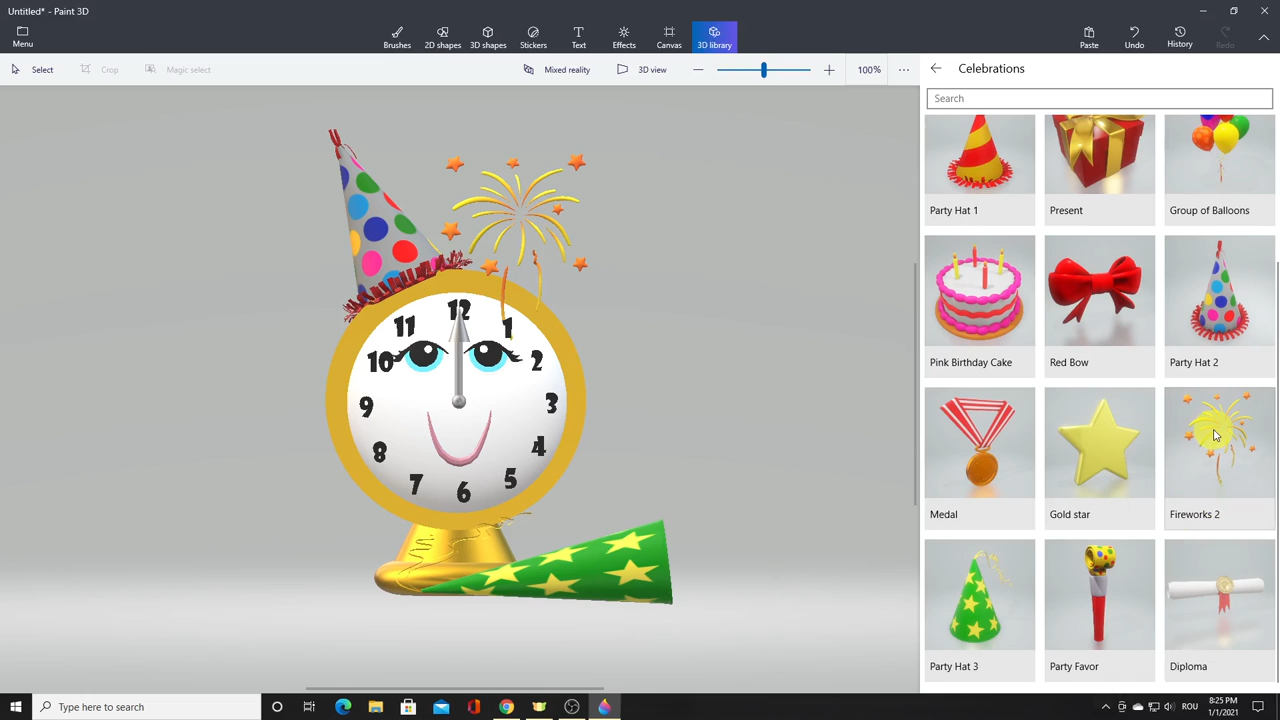 Untitled* - Paint 3D
Menu
Brushes 2D shapes 3D shapes Stickers Text Effects Canvas 3D library Paste Undo History Redo
Select Crop Magic select Mixed reality 3D view 100%
Celebrations
Search
Party Hat 1 Present Group of Balloons
Pink Birthday Cake Red Bow Party Hat 2
Medal Gold star Fireworks 2
Party Hat 3 Party Favor Diploma
12
11 1
10 2
9 3
8 4
7 5
6
Type here to search
ROU
8:25 PM
1/1/2021